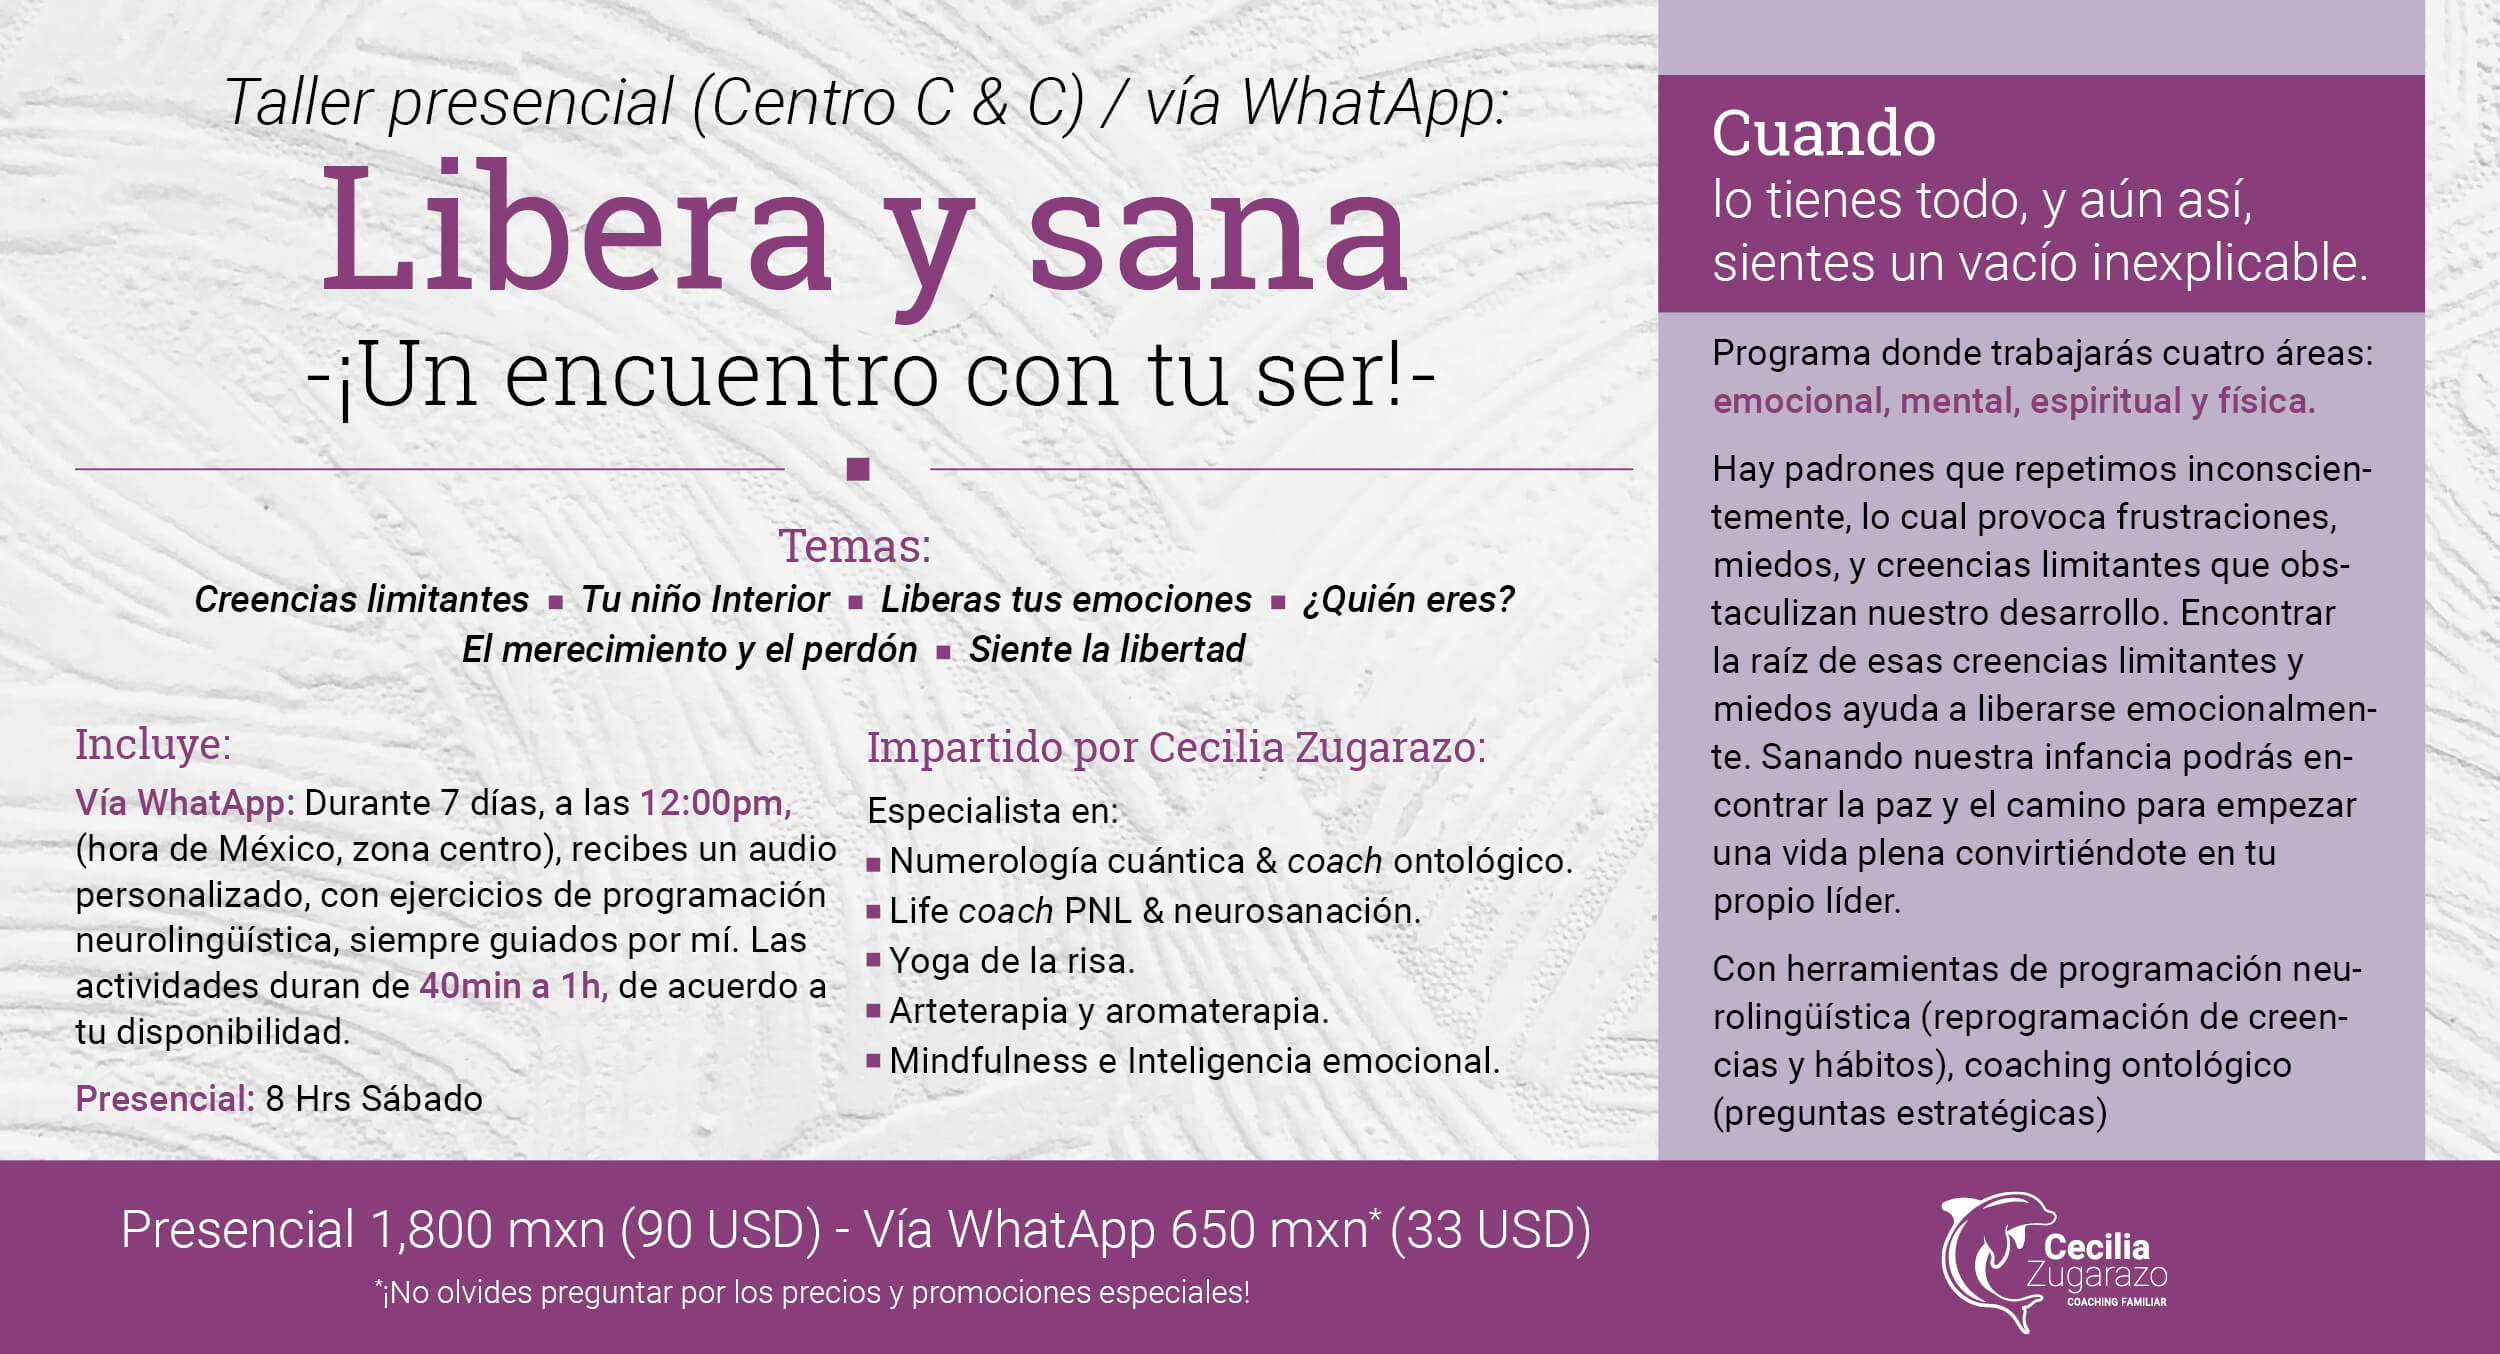 Taller presencial (Centro C & C) / vía WhatApp:
Libera y sana
-¡Un encuentro con tu ser!-
Temas:
Creencias limitantes ▪ Tu niño Interior ▪ Liberas tus emociones ▪ ¿Quién eres?
El merecimiento y el perdón ▪ Siente la libertad
Incluye:
Vía WhatApp: Durante 7 días, a las 12:00pm,
(hora de México, zona centro), recibes un audio
personalizado, con ejercicios de programación
neurolingüística, siempre guiados por mí. Las
actividades duran de 40min a 1h, de acuerdo a
tu disponibilidad.
Presencial: 8 Hrs Sábado
Impartido por Cecilia Zugarazo:
Especialista en:
▪ Numerología cuántica & coach ontológico.
▪ Life coach PNL & neurosanación.
▪ Yoga de la risa.
▪ Arteterapia y aromaterapia.
▪ Mindfulness e Inteligencia emocional.
Cuando
lo tienes todo, y aún así,
sientes un vacío inexplicable.
Programa donde trabajarás cuatro áreas:
emocional, mental, espiritual y física.
Hay padrones que repetimos inconscien-
temente, lo cual provoca frustraciones,
miedos, y creencias limitantes que obs-
taculizan nuestro desarrollo. Encontrar
la raíz de esas creencias limitantes y
miedos ayuda a liberarse emocionalmen-
te. Sanando nuestra infancia podrás en-
contrar la paz y el camino para empezar
una vida plena convirtiéndote en tu
propio líder.
Con herramientas de programación neu-
rolingüística (reprogramación de creen-
cias y hábitos), coaching ontológico
(preguntas estratégicas)
Presencial 1,800 mxn (90 USD) - Vía WhatApp 650 mxn* (33 USD)
*¡No olvides preguntar por los precios y promociones especiales!
Cecilia
Zugarazo
COACHING FAMILIAR